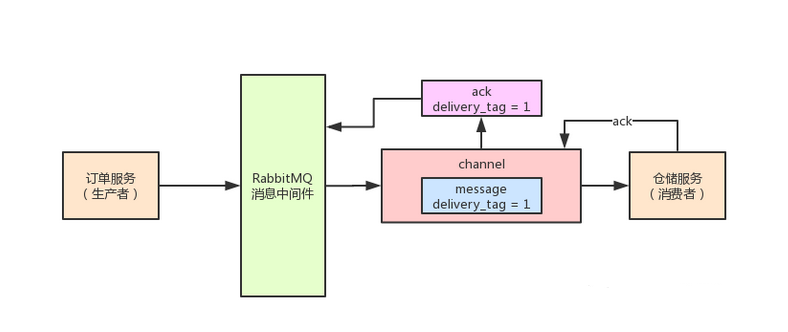 ack
delivery_tag = 1
ack
订单服务
（生产者）
RabbitMQ
消息中间件
channel
message
delivery_tag = 1
仓储服务
（消费者）